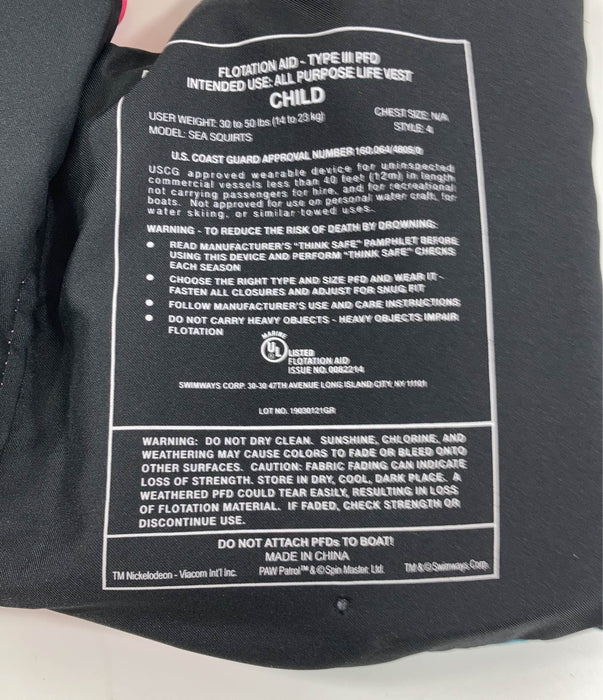 FLOTATION AID - TYPE III PFD
INTENDED USE: ALL PURPOSE LIFE VEST
CHILD
USER WEIGHT: 30 to 50 lbs (14 to 23 kg)
CHEST SIZE: N/A
MODEL: SEA SQUIRTS
STYLE: 4
U.S. COAST GUARD APPROVAL NUMBER 160.064/4805/0
USCG approved wearable device for uninspected
commercial vessels less than 40 feet (12m) in length
not carrying passengers for hire, and for recreational
boats. Not approved for use on personal water craft, for
water skiing, or similar towed uses.
WARNING - TO REDUCE THE RISK OF DEATH BY DROWNING:
● READ MANUFACTURER'S "THINK SAFE" PAMPHLET BEFORE
USING THIS DEVICE AND PERFORM "THINK SAFE" CHECKS
EACH SEASON
● CHOOSE THE RIGHT TYPE AND SIZE PFD AND WEAR IT -
FASTEN ALL CLOSURES AND ADJUST FOR SNUG FIT
● FOLLOW MANUFACTURER'S USE AND CARE INSTRUCTIONS
● DO NOT CARRY HEAVY OBJECTS - HEAVY OBJECTS IMPAIR
FLOTATION
MARINE
UL
LISTED
FLOTATION AID
ISSUE NO. 0082214
SWIMWAYS CORP. 30-30 47TH AVENUE LONG ISLAND CITY, NY 11101
LOT NO. 19030121GR
WARNING: DO NOT DRY CLEAN. SUNSHINE, CHLORINE, AND
WEATHERING MAY CAUSE COLORS TO FADE OR BLEED ONTO
OTHER SURFACES. CAUTION: FABRIC FADING CAN INDICATE
LOSS OF STRENGTH. STORE IN DRY, COOL, DARK PLACE. A
WEATHERED PFD COULD TEAR EASILY, RESULTING IN LOSS
OF FLOTATION MATERIAL. IF FADED, CHECK STRENGTH OR
DISCONTINUE USE.
DO NOT ATTACH PFDs TO BOAT!
MADE IN CHINA
TM Nickelodeon - Viacom Int'l Inc. PAW Patrol™ & © Spin Master Ltd. TM & © Swimways Corp.